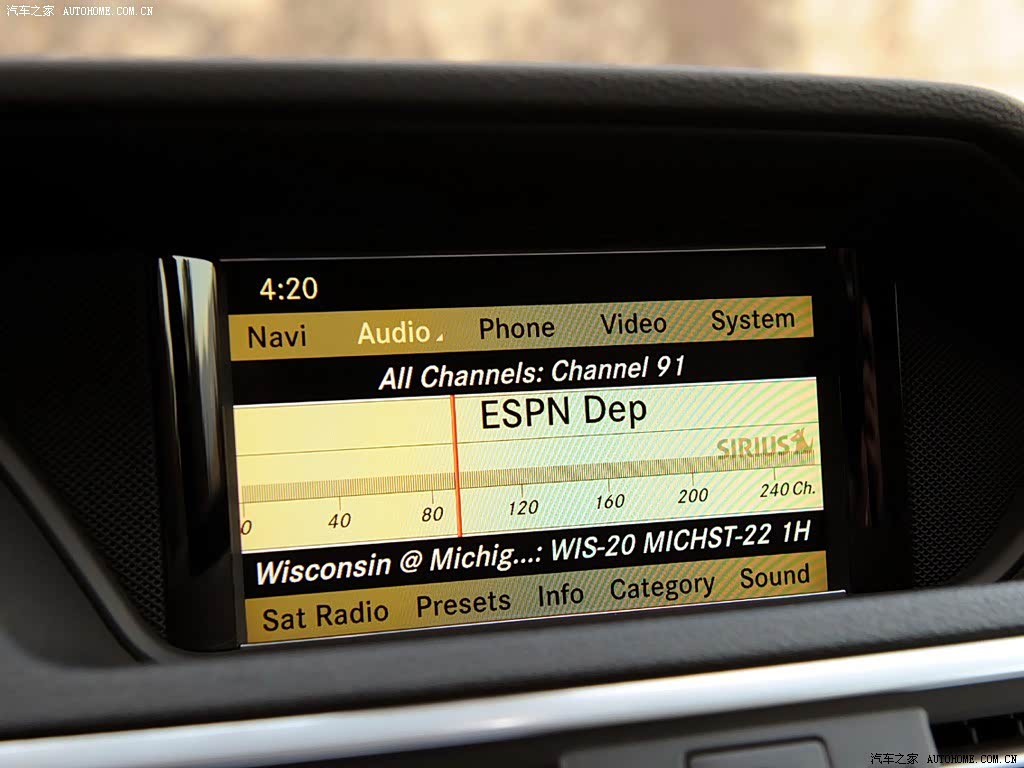 汽车之家 AUTOHOME.COM.CN
4:20
Navi Audio Phone Video System
All Channels: Channel 91
ESPN Dep
SIRIUS
0 40 80 120 160 200 240 Ch.
Wisconsin @ Michig...: WIS-20 MICHST-22 1H
Sat Radio Presets Info Category Sound
汽车之家 AUTOHOME.COM.CN